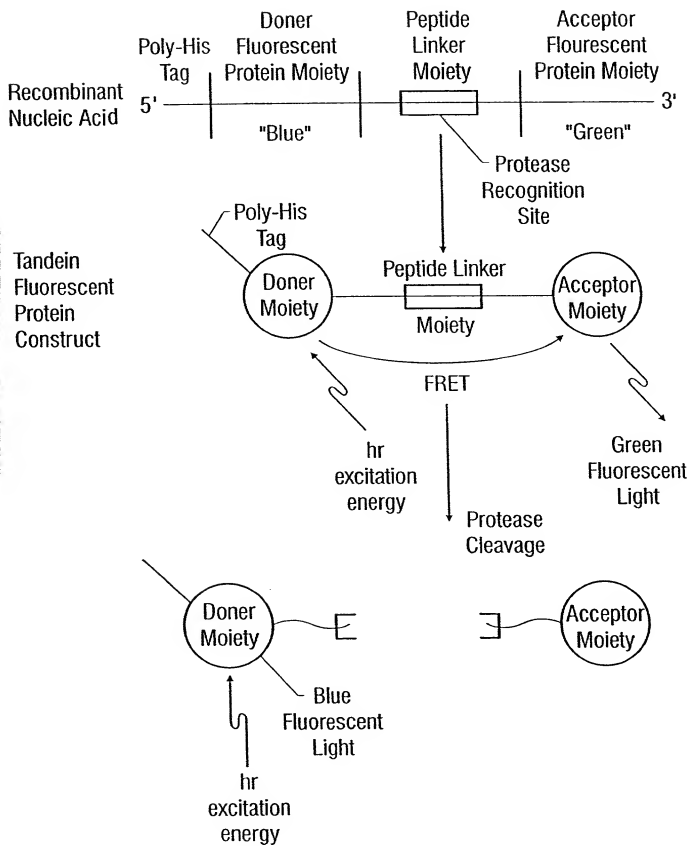 Poly-His
Tag
Doner
Fluorescent
Protein Moiety
Peptide
Linker
Moiety
Acceptor
Flourescent
Protein Moiety
Recombinant
Nucleic Acid
5'
3'
"Blue"
"Green"
Protease
Recognition
Site
Poly-His
Tag
Tandein
Fluorescent
Protein
Construct
Doner
Moiety
Peptide Linker
Moiety
Acceptor
Moiety
FRET
hr
excitation
energy
Green
Fluorescent
Light
Protease
Cleavage
Doner
Moiety
Acceptor
Moiety
Blue
Fluorescent
Light
hr
excitation
energy